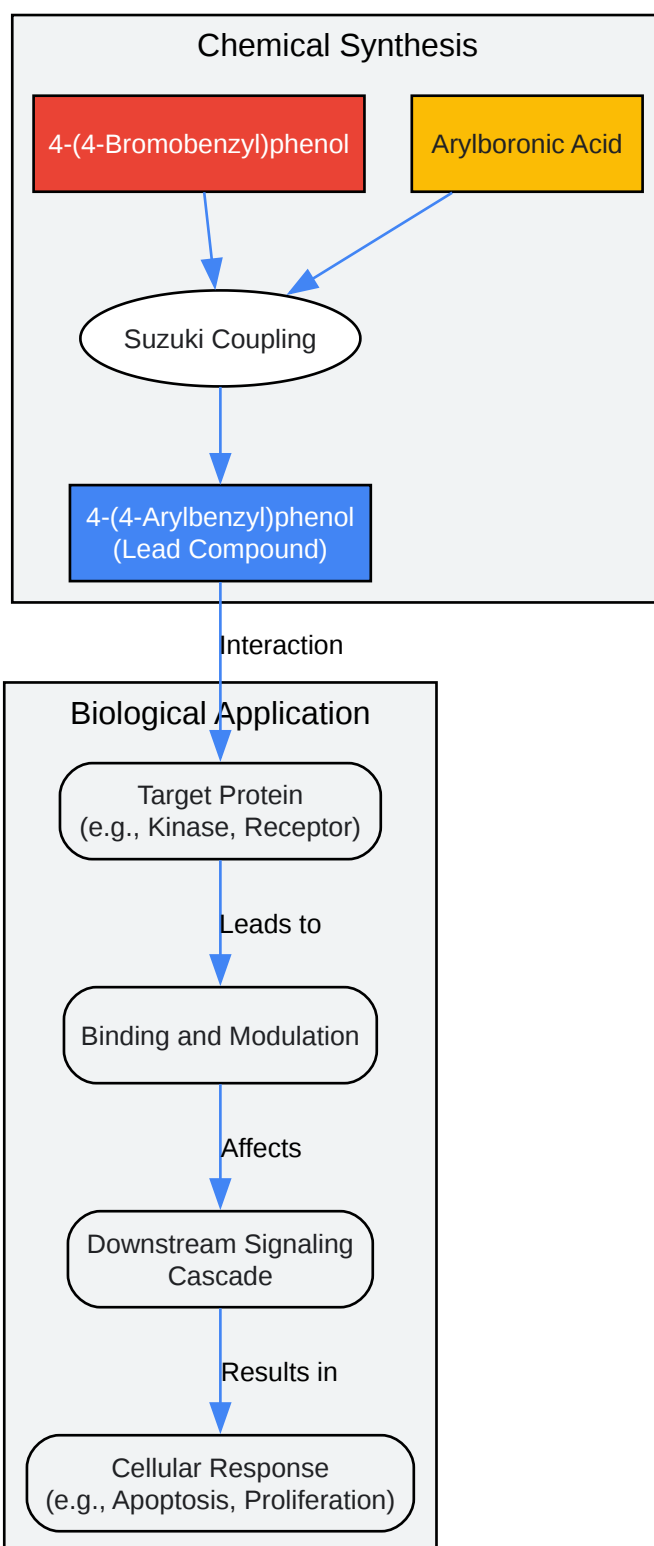 Chemical Synthesis
4-(4-Bromobenzyl)phenol
Arylboronic Acid
Suzuki Coupling
4-(4-Arylbenzyl)phenol
(Lead Compound)
Interaction
Biological Application
Target Protein
(e.g., Kinase, Receptor)
Leads to
Binding and Modulation
Affects
Downstream Signaling
Cascade
Results in
Cellular Response
(e.g., Apoptosis, Proliferation)